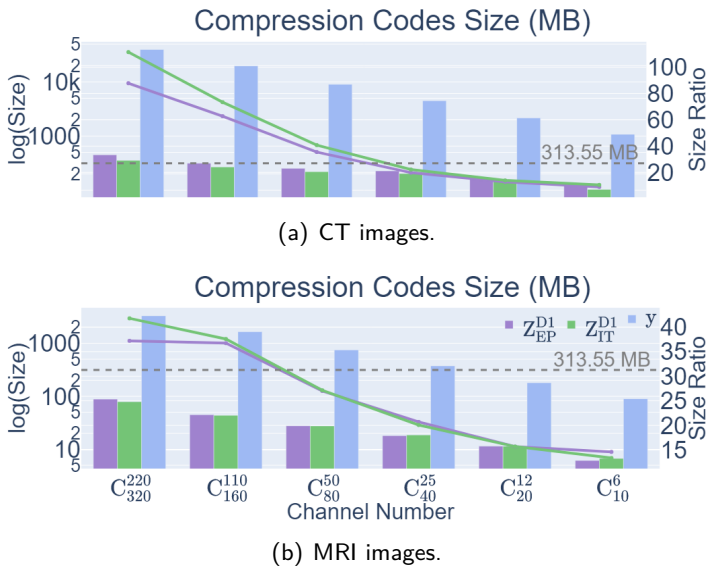 Compression Codes Size (MB)
log(Size)
5
2
10k
5
2
1000
5
2
100
80
60
40
20
Size Ratio
313.55 MB
(a) CT images.
Compression Codes Size (MB)
log(Size)
2
1000
5
2
100
5
2
10
5
Z_EP^D1 Z_IT^D1 y
40
35
30
25
20
15
Size Ratio
313.55 MB
C_320^220 C_160^110 C_80^50 C_40^25 C_20^12 C_10^6
Channel Number
(b) MRI images.